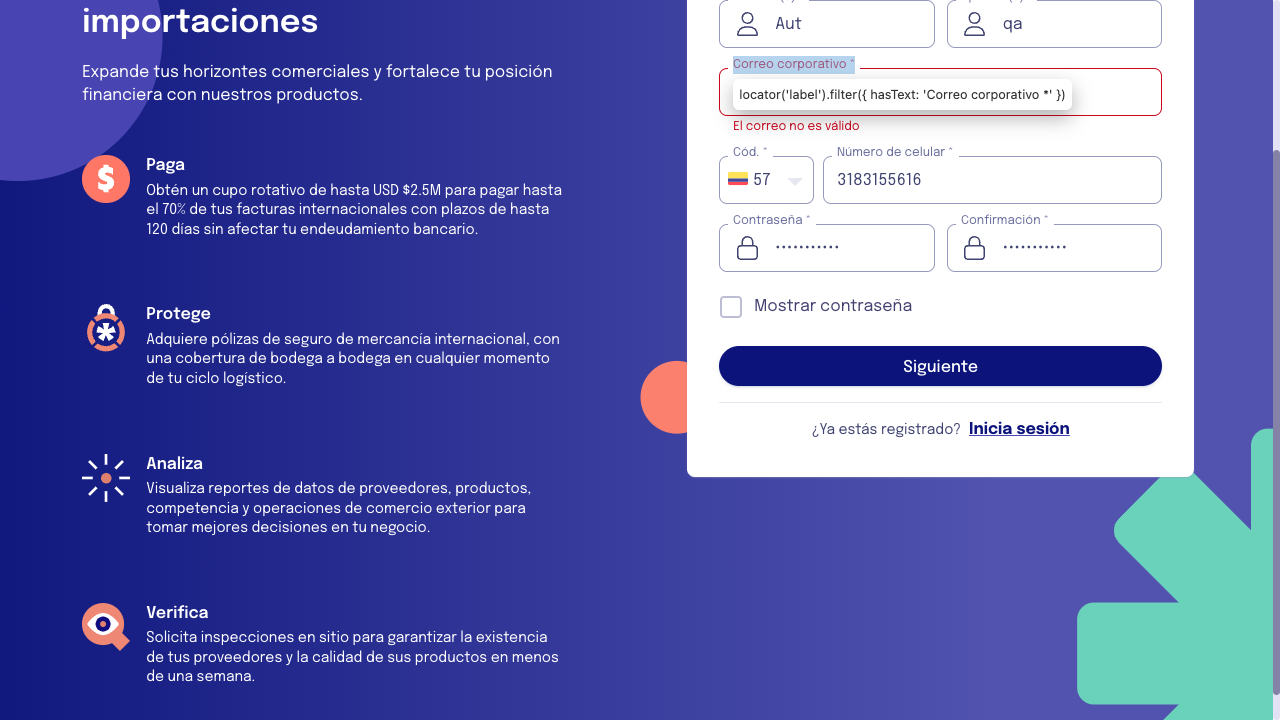 importaciones
Expande tus horizontes comerciales y fortalece tu posición
financiera con nuestros productos.
Paga
Obtén un cupo rotativo de hasta USD $2.5M para pagar hasta
el 70% de tus facturas internacionales con plazos de hasta
120 días sin afectar tu endeudamiento bancario.
Protege
Adquiere pólizas de seguro de mercancía internacional, con
una cobertura de bodega a bodega en cualquier momento
de tu ciclo logístico.
Analiza
Visualiza reportes de datos de proveedores, productos,
competencia y operaciones de comercio exterior para
tomar mejores decisiones en tu negocio.
Verifica
Solicita inspecciones en sitio para garantizar la existencia
de tus proveedores y la calidad de sus productos en menos
de una semana.
Aut
qa
Correo corporativo *
locator('label').filter({ hasText: 'Correo corporativo *' })
El correo no es válido
Cód. *
Número de celular *
57
3183155616
Contraseña *
Confirmación *
•••••••••••
•••••••••••
Mostrar contraseña
Siguiente
¿Ya estás registrado? Inicia sesión